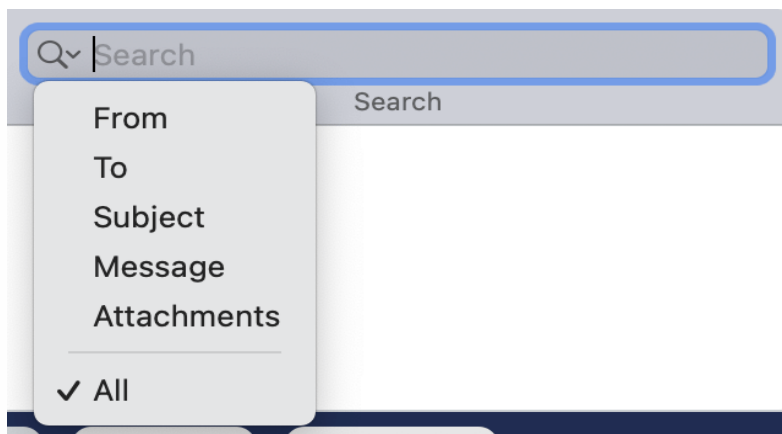 Search
Search
From
To
Subject
Message
Attachments
All